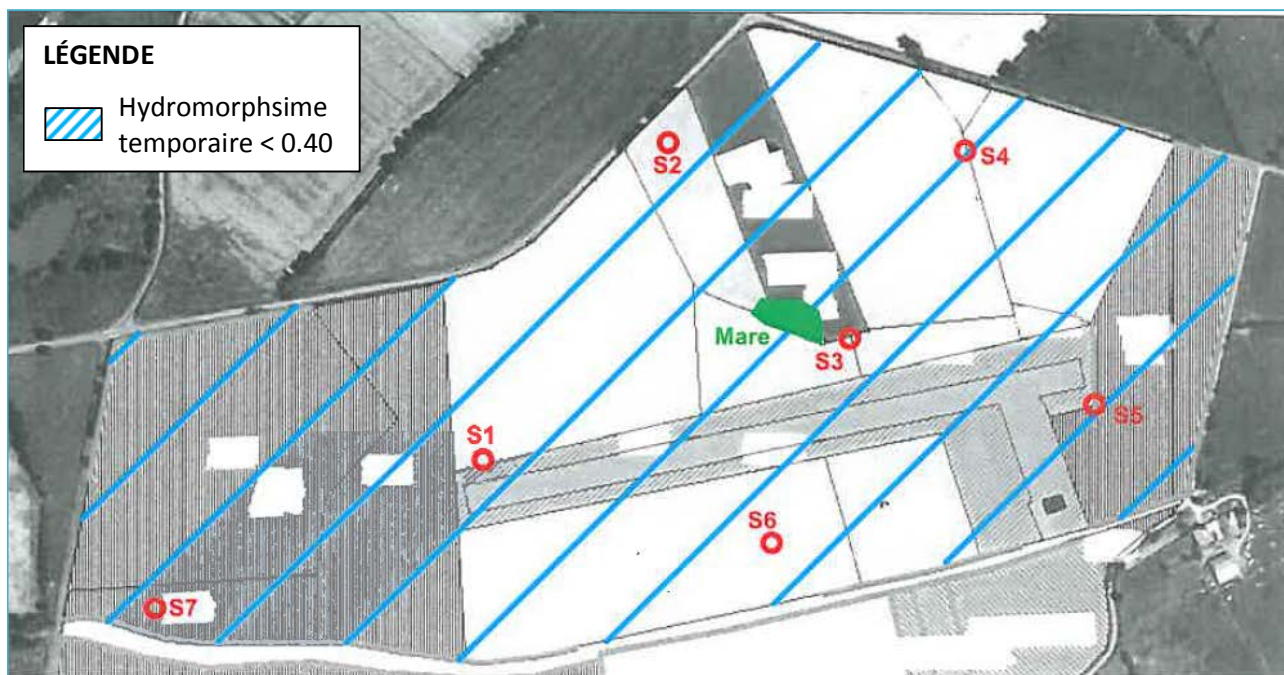 LÉGENDE
Hydromorphsime
temporaire < 0.40
S2
S4
Mare
S3
S5
S1
S6
S7